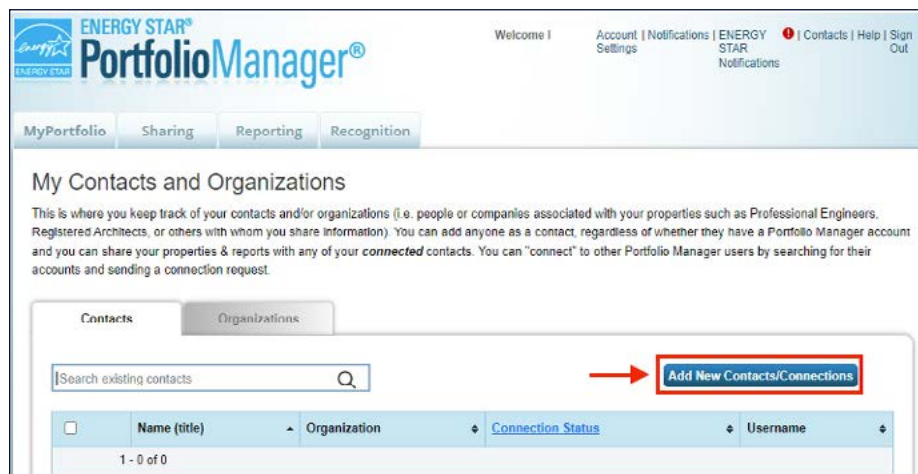 ENERGY STAR®
PortfolioManager®
energy
ENERGY STAR
Welcome I
Account Settings | Notifications | ENERGY STAR Notifications | Contacts | Help | Sign Out
MyPortfolio Sharing Reporting Recognition
My Contacts and Organizations
This is where you keep track of your contacts and/or organizations (i.e. people or companies associated with your properties such as Professional Engineers,
Registered Architects, or others with whom you share information). You can add anyone as a contact, regardless of whether they have a Portfolio Manager account
and you can share your properties & reports with any of your connected contacts. You can "connect" to other Portfolio Manager users by searching for their
accounts and sending a connection request.
Contacts Organizations
Search existing contacts
Add New Contacts/Connections
Name (title) Organization Connection Status Username
1 - 0 of 0